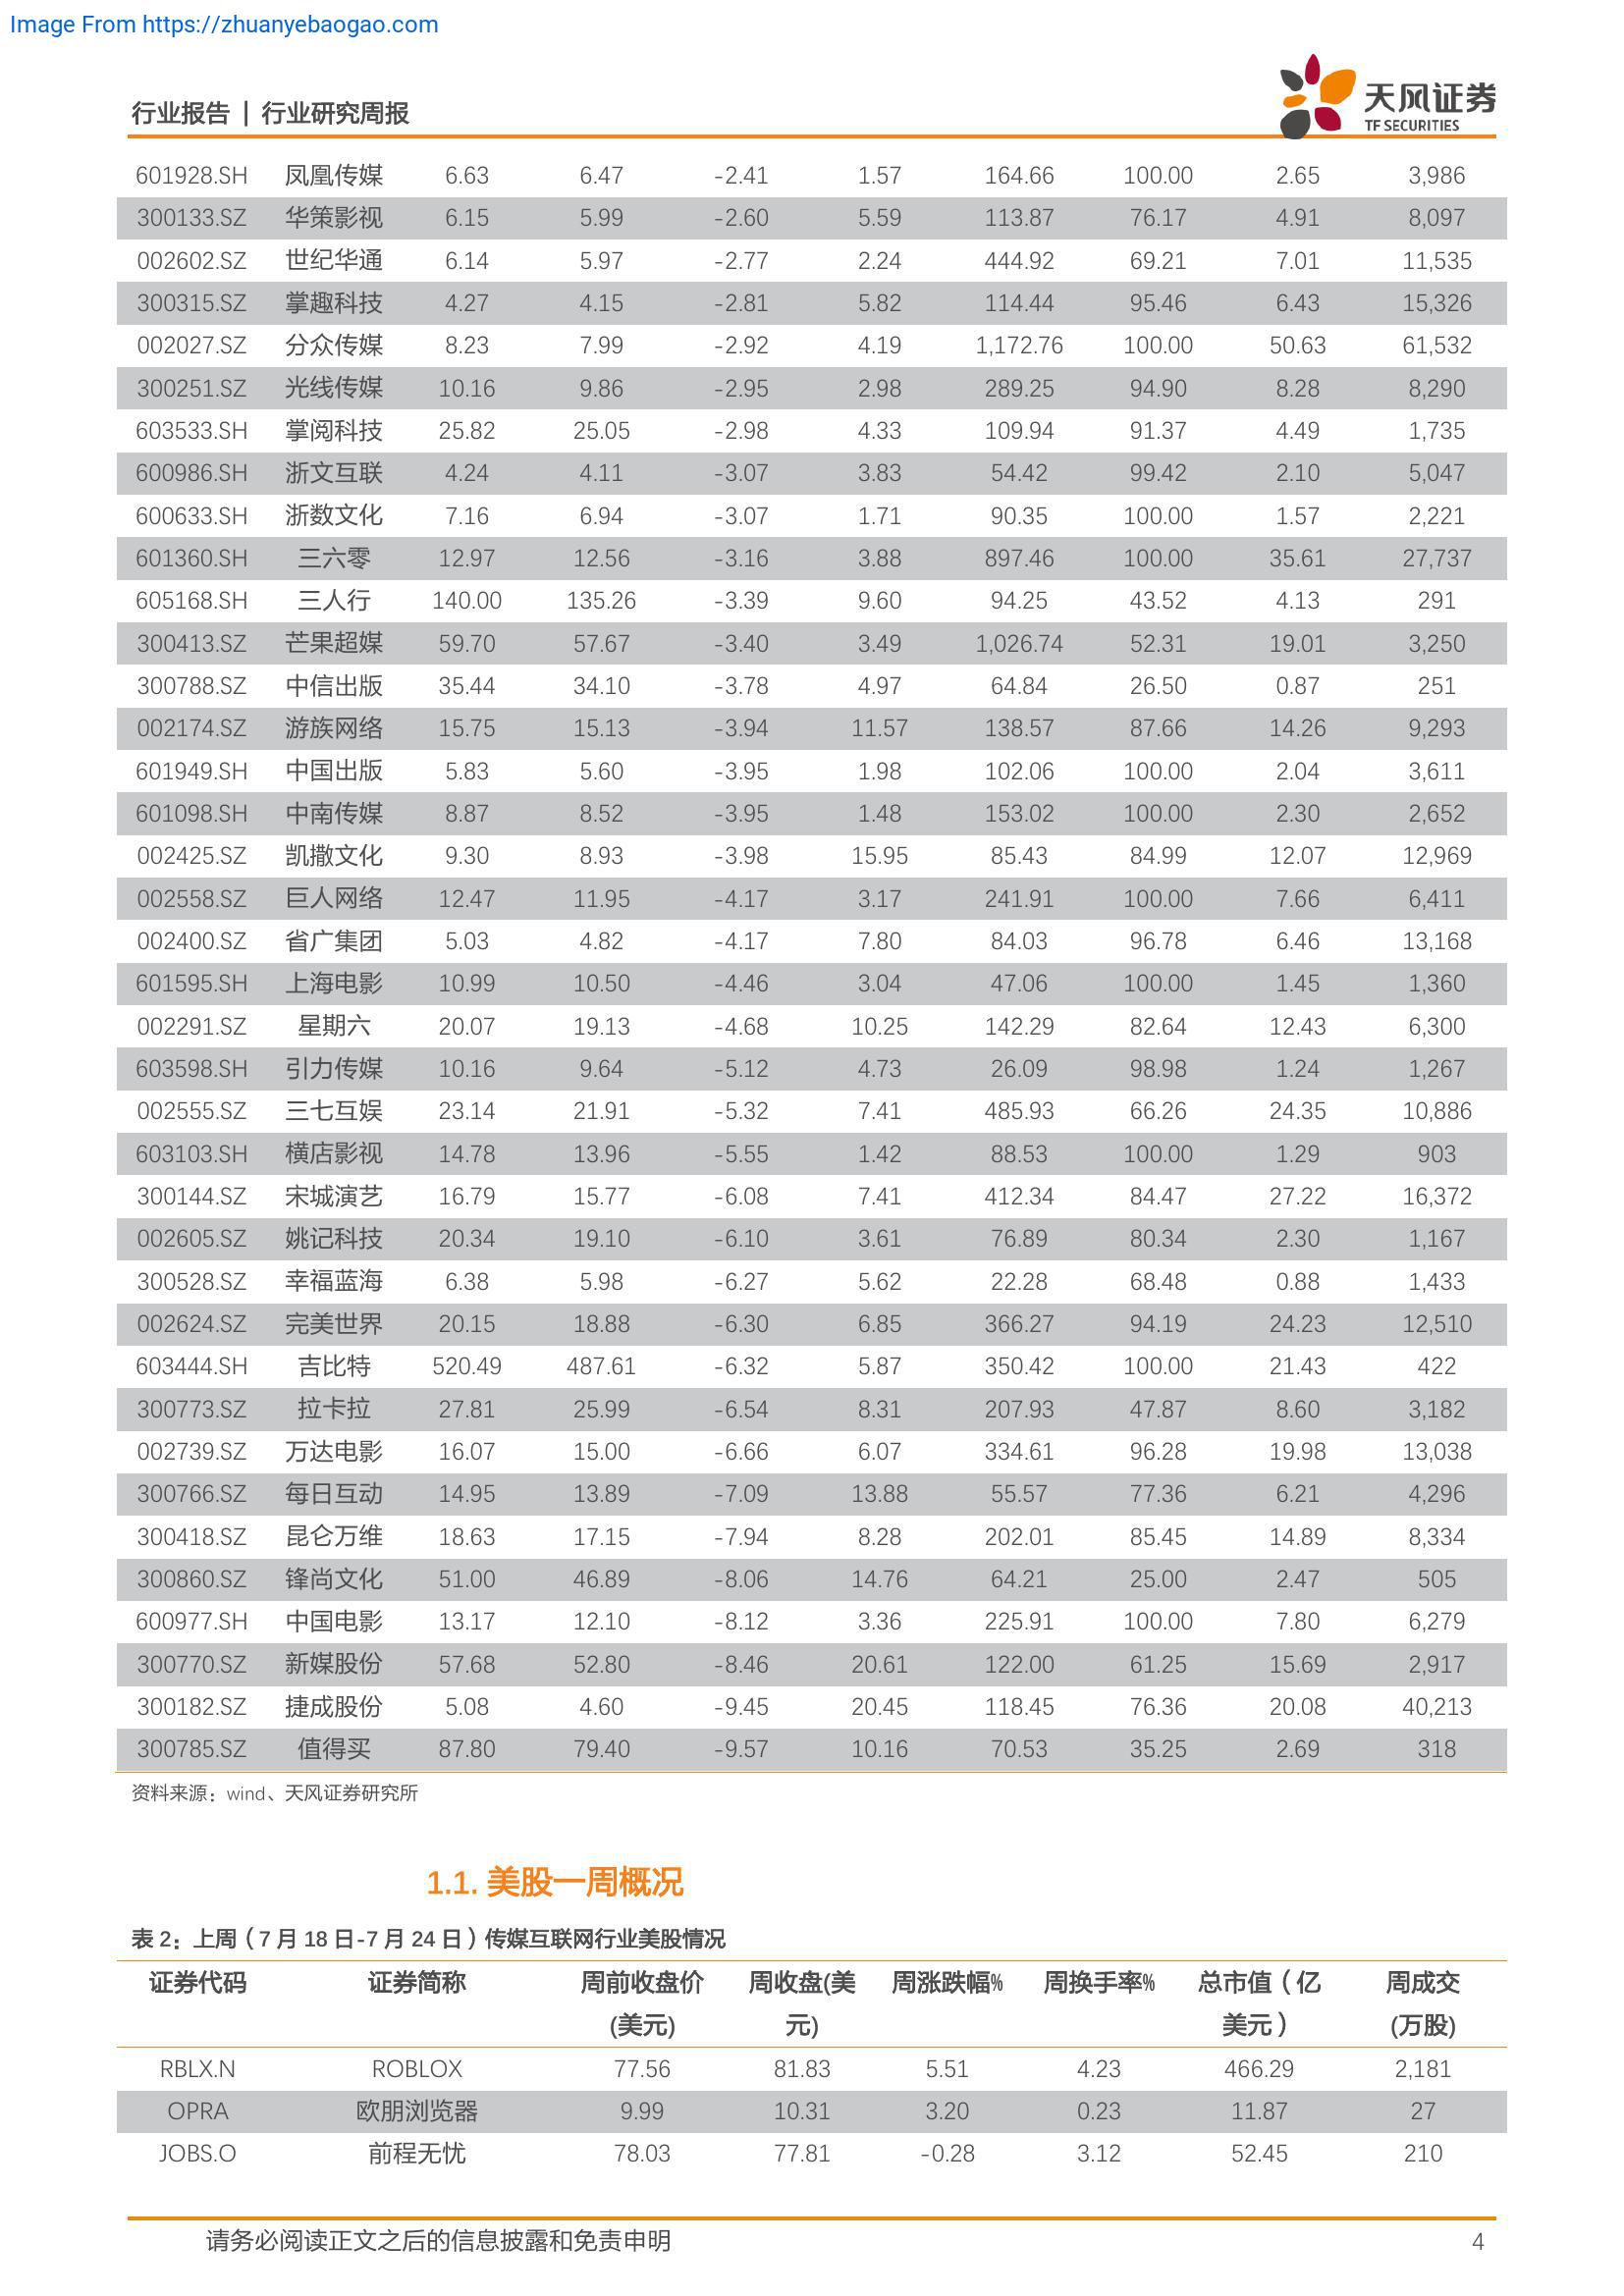 Image From https://zhuanyebaogao.com
行业报告 | 行业研究周报
天风证券
TF SECURITIES
601928.SH 凤凰传媒 6.63 6.47 -2.41 1.57 164.66 100.00 2.65 3,986
300133.SZ 华策影视 6.15 5.99 -2.60 5.59 113.87 76.17 4.91 8,097
002602.SZ 世纪华通 6.14 5.97 -2.77 2.24 444.92 69.21 7.01 11,535
300315.SZ 掌趣科技 4.27 4.15 -2.81 5.82 114.44 95.46 6.43 15,326
002027.SZ 分众传媒 8.23 7.99 -2.92 4.19 1,172.76 100.00 50.63 61,532
300251.SZ 光线传媒 10.16 9.86 -2.95 2.98 289.25 94.90 8.28 8,290
603533.SH 掌阅科技 25.82 25.05 -2.98 4.33 109.94 91.37 4.49 1,735
600986.SH 浙文互联 4.24 4.11 -3.07 3.83 54.42 99.42 2.10 5,047
600633.SH 浙数文化 7.16 6.94 -3.07 1.71 90.35 100.00 1.57 2,221
601360.SH 三六零 12.97 12.56 -3.16 3.88 897.46 100.00 35.61 27,737
605168.SH 三人行 140.00 135.26 -3.39 9.60 94.25 43.52 4.13 291
300413.SZ 芒果超媒 59.70 57.67 -3.40 3.49 1,026.74 52.31 19.01 3,250
300788.SZ 中信出版 35.44 34.10 -3.78 4.97 64.84 26.50 0.87 251
002174.SZ 游族网络 15.75 15.13 -3.94 11.57 138.57 87.66 14.26 9,293
601949.SH 中国出版 5.83 5.60 -3.95 1.98 102.06 100.00 2.04 3,611
601098.SH 中南传媒 8.87 8.52 -3.95 1.48 153.02 100.00 2.30 2,652
002425.SZ 凯撒文化 9.30 8.93 -3.98 15.95 85.43 84.99 12.07 12,969
002558.SZ 巨人网络 12.47 11.95 -4.17 3.17 241.91 100.00 7.66 6,411
002400.SZ 省广集团 5.03 4.82 -4.17 7.80 84.03 96.78 6.46 13,168
601595.SH 上海电影 10.99 10.50 -4.46 3.04 47.06 100.00 1.45 1,360
002291.SZ 星期六 20.07 19.13 -4.68 10.25 142.29 82.64 12.43 6,300
603598.SH 引力传媒 10.16 9.64 -5.12 4.73 26.09 98.98 1.24 1,267
002555.SZ 三七互娱 23.14 21.91 -5.32 7.41 485.93 66.26 24.35 10,886
603103.SH 横店影视 14.78 13.96 -5.55 1.42 88.53 100.00 1.29 903
300144.SZ 宋城演艺 16.79 15.77 -6.08 7.41 412.34 84.47 27.22 16,372
002605.SZ 姚记科技 20.34 19.10 -6.10 3.61 76.89 80.34 2.30 1,167
300528.SZ 幸福蓝海 6.38 5.98 -6.27 5.62 22.28 68.48 0.88 1,433
002624.SZ 完美世界 20.15 18.88 -6.30 6.85 366.27 94.19 24.23 12,510
603444.SH 吉比特 520.49 487.61 -6.32 5.87 350.42 100.00 21.43 422
300773.SZ 拉卡拉 27.81 25.99 -6.54 8.31 207.93 47.87 8.60 3,182
002739.SZ 万达电影 16.07 15.00 -6.66 6.07 334.61 96.28 19.98 13,038
300766.SZ 每日互动 14.95 13.89 -7.09 13.88 55.57 77.36 6.21 4,296
300418.SZ 昆仑万维 18.63 17.15 -7.94 8.28 202.01 85.45 14.89 8,334
300860.SZ 锋尚文化 51.00 46.89 -8.06 14.76 64.21 25.00 2.47 505
600977.SH 中国电影 13.17 12.10 -8.12 3.36 225.91 100.00 7.80 6,279
300770.SZ 新媒股份 57.68 52.80 -8.46 20.61 122.00 61.25 15.69 2,917
300182.SZ 捷成股份 5.08 4.60 -9.45 20.45 118.45 76.36 20.08 40,213
300785.SZ 值得买 87.80 79.40 -9.57 10.16 70.53 35.25 2.69 318
资料来源：wind、天风证券研究所
1.1. 美股一周概况
表 2：上周（7 月 18 日-7 月 24 日）传媒互联网行业美股情况
证券代码 证券简称 周前收盘价 周收盘(美 周涨跌幅% 周换手率% 总市值（亿 周成交
(美元) 元) 美元） (万股)
RBLX.N ROBLOX 77.56 81.83 5.51 4.23 466.29 2,181
OPRA 欧朋浏览器 9.99 10.31 3.20 0.23 11.87 27
JOBS.O 前程无忧 78.03 77.81 -0.28 3.12 52.45 210
请务必阅读正文之后的信息披露和免责申明 4